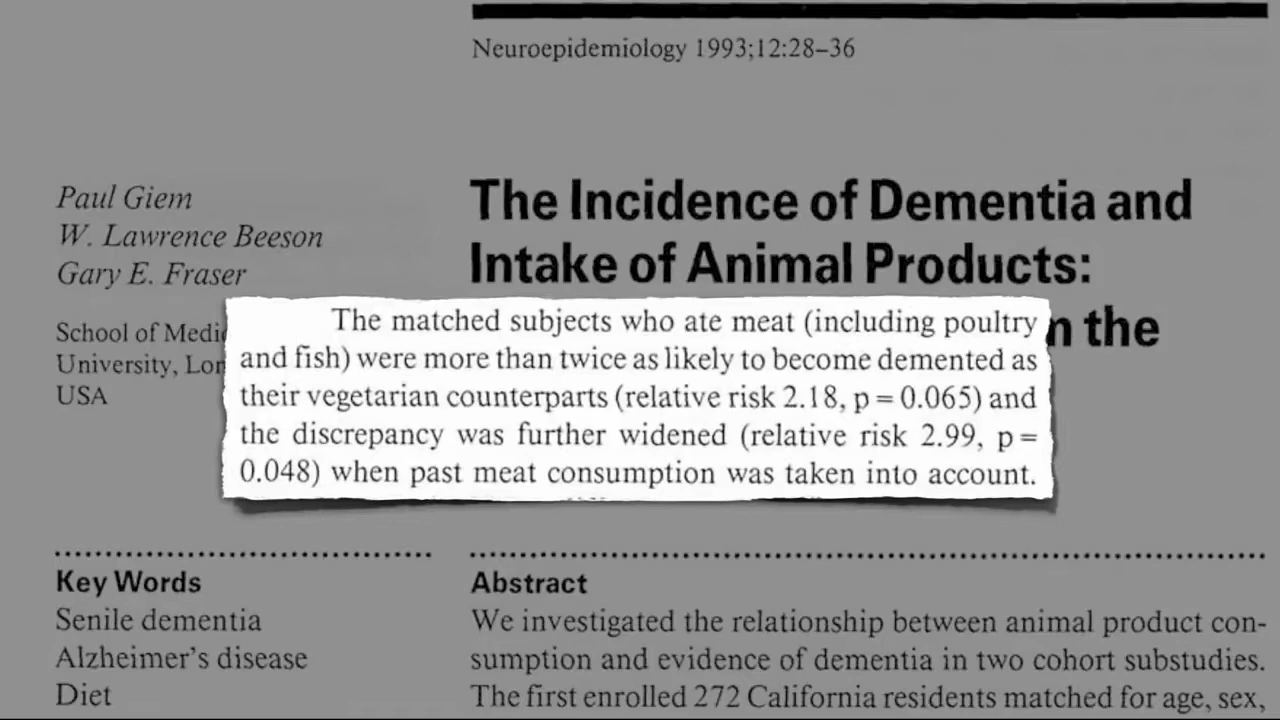 Neuroepidemiology 1993;12:28–36
Paul Giem
W. Lawrence Beeson
Gary E. Fraser
The Incidence of Dementia and
Intake of Animal Products:
n the
School of Medi
University, Lo
USA
The matched subjects who ate meat (including poultry
and fish) were more than twice as likely to become demented as
their vegetarian counterparts (relative risk 2.18, p = 0.065) and
the discrepancy was further widened (relative risk 2.99, p =
0.048) when past meat consumption was taken into account.
Key Words
Senile dementia
Alzheimer's disease
Diet
Abstract
We investigated the relationship between animal product con-
sumption and evidence of dementia in two cohort substudies.
The first enrolled 272 California residents matched for age, sex,